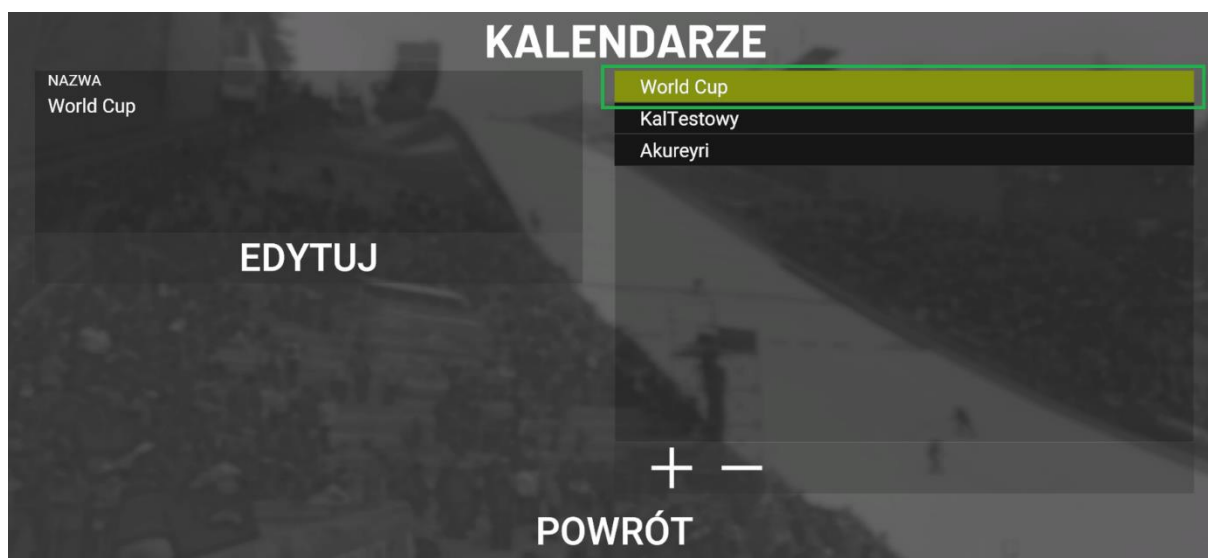 KALENDARZE
NAZWA
World Cup
EDYTUJ
World Cup
KalTestowy
Akureyri
+ −
POWRÓT